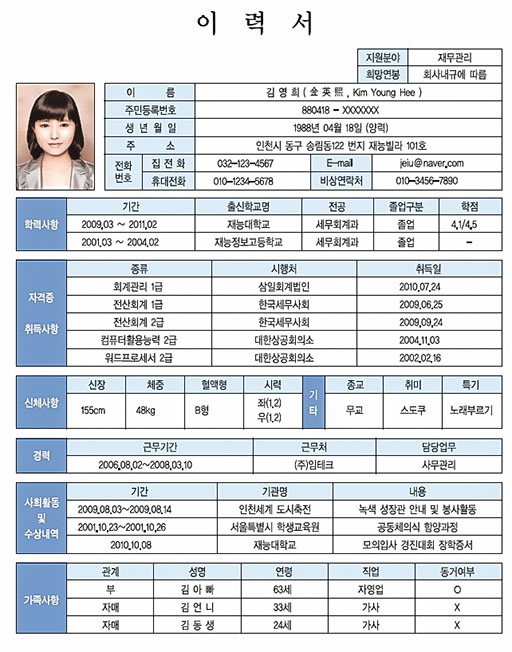 이 력 서
지원분야 재무관리
희망연봉 회사내규에 따름
이 름 김 영 희 ( 金 英 熙 , Kim Young Hee )
주민등록번호 880418 - XXXXXXX
생 년 월 일 1988년 04월 18일 (양력)
주 소 인천시 동구 송림동122 번지 재능빌라 101호
전화번호 집 전 화 032-123-4567 E-mail jeiu@naver.com
휴대전화 010-1234-5678 비상연락처 010-3456-7890
학력사항 기간 출신학교명 전공 졸업구분 학점
2009.03 ~ 2011.02 재능대학교 세무회계과 졸업 4.1/4.5
2001.03 ~ 2004.02 재능정보고등학교 세무회계과 졸업 -
자격증 취득사항 종류 시행처 취득일
회계관리 1급 삼일회계법인 2010.07.24
전산회계 1급 한국세무사회 2009.06.25
전산회계 2급 한국세무사회 2009.09.24
컴퓨터활용능력 2급 대한상공회의소 2004.11.03
워드프로세서 2급 대한상공회의소 2002.02.16
신체사항 신장 체중 혈액형 시력 기타 종교 취미 특기
155cm 48kg B형 좌(1.2) 우(1.2) 무교 스도쿠 노래부르기
경력 근무기간 근무처 담당업무
2006.08.02~2008.03.10 (주)임테크 사무관리
사회활동 및 수상내역 기간 기관명 내용
2009.08.03~2009.08.14 인천세계 도시축전 녹색 성장관 안내 및 봉사활동
2001.10.23~2001.10.26 서울특별시 학생교육원 공동체의식 함양과정
2010.10.08 재능대학교 모의입사 경진대회 장학증서
가족사항 관계 성명 연령 직업 동거여부
부 김 아 빠 63세 자영업 O
자매 김 언 니 33세 가사 X
자매 김 동 생 24세 가사 X